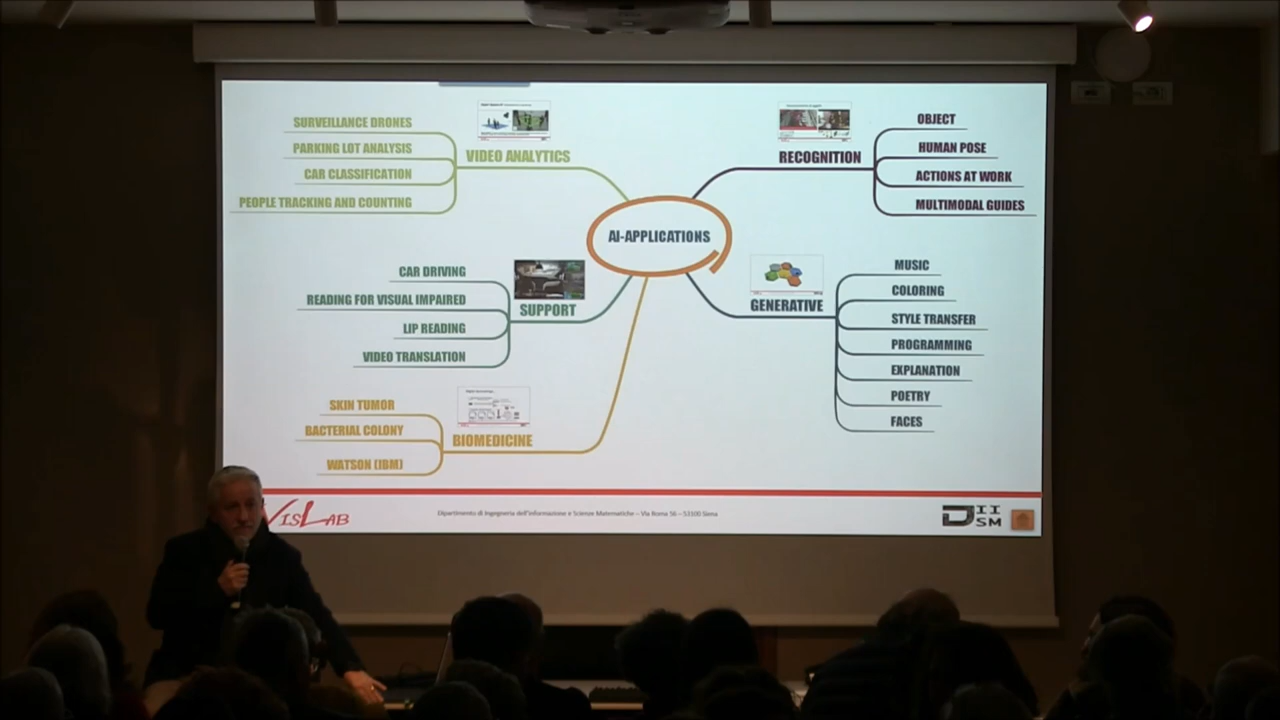 SURVEILLANCE DRONES
PARKING LOT ANALYSIS
CAR CLASSIFICATION
PEOPLE TRACKING AND COUNTING
VIDEO ANALYTICS
RECOGNITION
OBJECT
HUMAN POSE
ACTIONS AT WORK
MULTIMODAL GUIDES
AI-APPLICATIONS
CAR DRIVING
READING FOR VISUAL IMPAIRED
LIP READING
VIDEO TRANSLATION
SUPPORT
GENERATIVE
MUSIC
COLORING
STYLE TRANSFER
PROGRAMMING
EXPLANATION
POETRY
FACES
SKIN TUMOR
BACTERIAL COLONY
WATSON (IBM)
BIOMEDICINE
VISLAB
Dipartimento di Ingegneria dell'Informazione e Scienze Matematiche – Via Roma 56 – 53100 Siena
DIISM